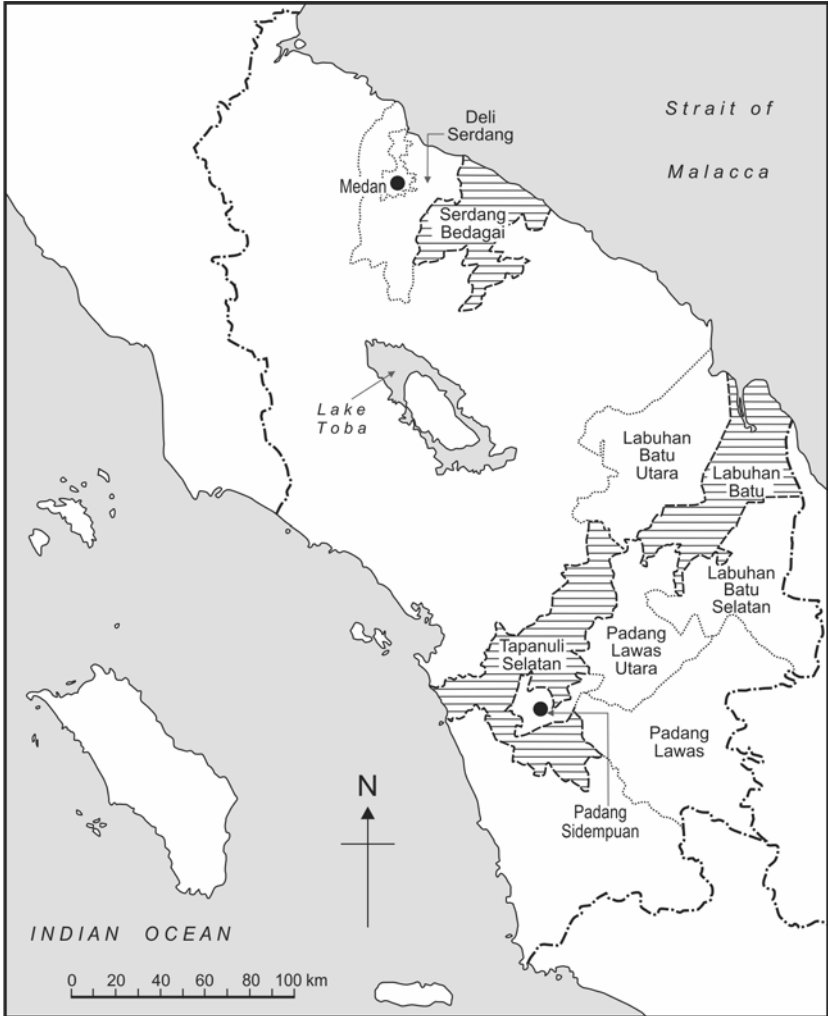 Strait of
Malacca
Deli
Serdang
Medan
Serdang
Bedagai
Lake
Toba
Labuhan
Batu
Utara
Labuhan
Batu
Labuhan
Batu
Selatan
Tapanuli
Selatan
Padang
Lawas
Utara
Padang
Lawas
Padang
Sidempuan
N
INDIAN OCEAN
0 20 40 60 80 100 km